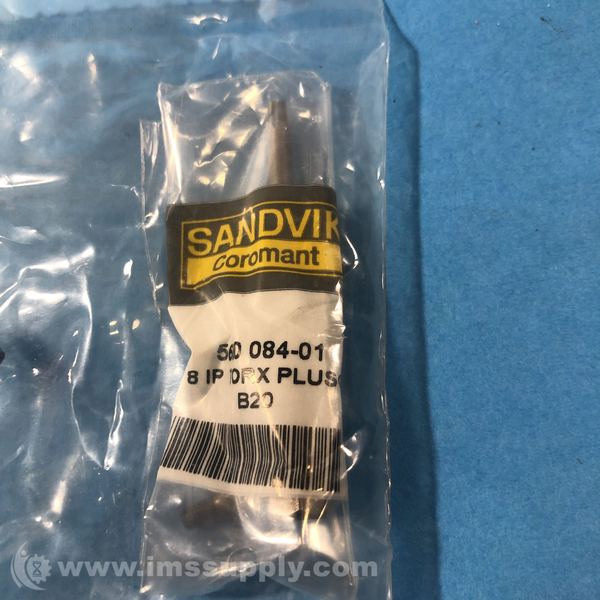 SANDVIK
Coromant
084-01
8 IP PLUS
B20
www.imssupply.com